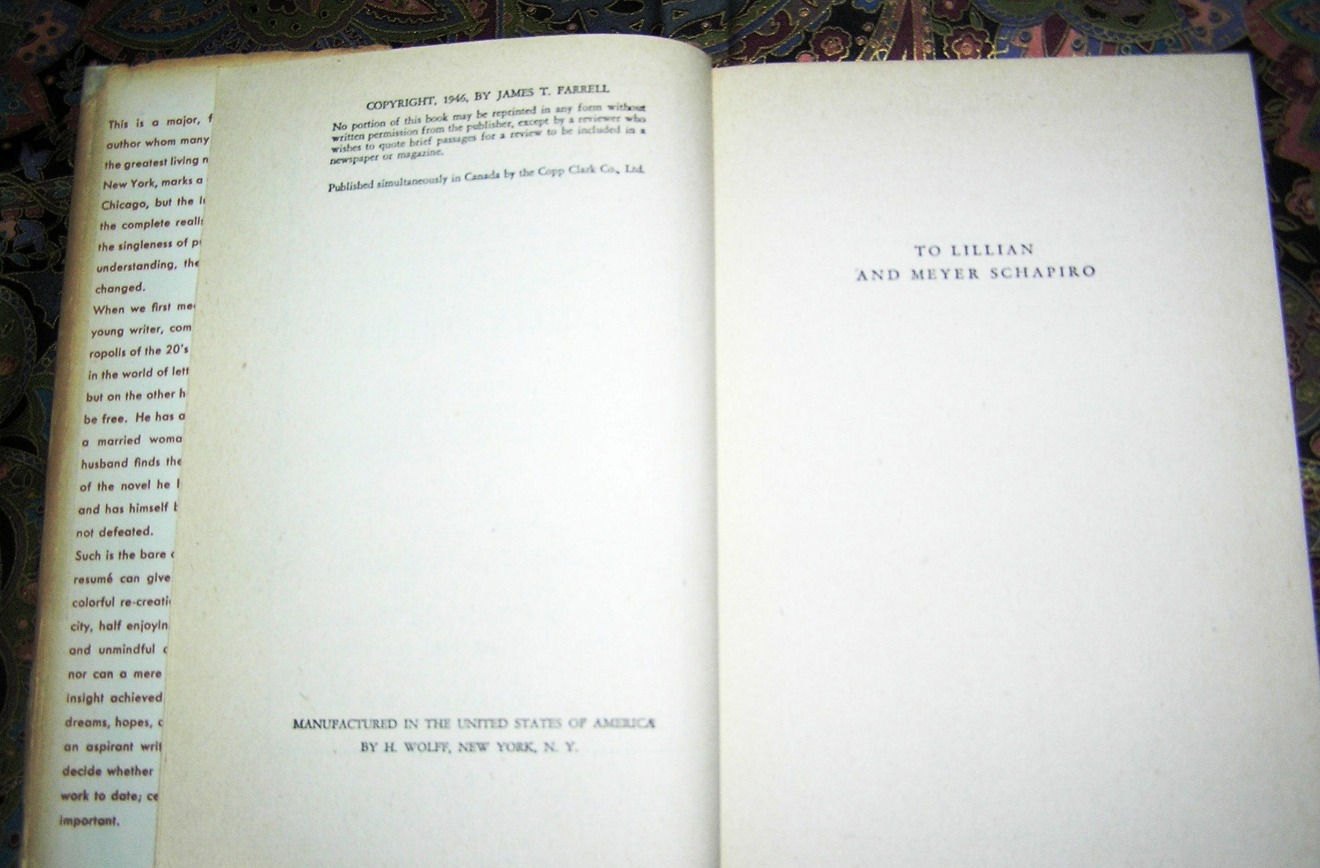 This is a major, f
author whom many
the greatest living n
New York, marks a
Chicago, but the
the complete reali
the singleness of
understanding, the
changed.
When we first me
young writer, com
ropolis of the 20's
in the world of lett
but on the other h
be free. He has a
a married woma
husband finds the
of the novel he
and has himself
not defeated.
Such is the bare
resumé can give
colorful re-creati
city, half enjoyin
and unmindful
nor can a mere
insight achieved
dreams, hopes,
an aspirant writ
decide whether
work to date; ce
important.
COPYRIGHT, 1946, BY JAMES T. FARRELL
No portion of this book may be reprinted in any form without
written permission from the publisher, except by a reviewer who
wishes to quote brief passages for a review to be included in a
newspaper or magazine.
Published simultaneously in Canada by the Copp Clark Co., Ltd.
MANUFACTURED IN THE UNITED STATES OF AMERICA
BY H. WOLFF, NEW YORK, N. Y.
TO LILLIAN
AND MEYER SCHAPIRO